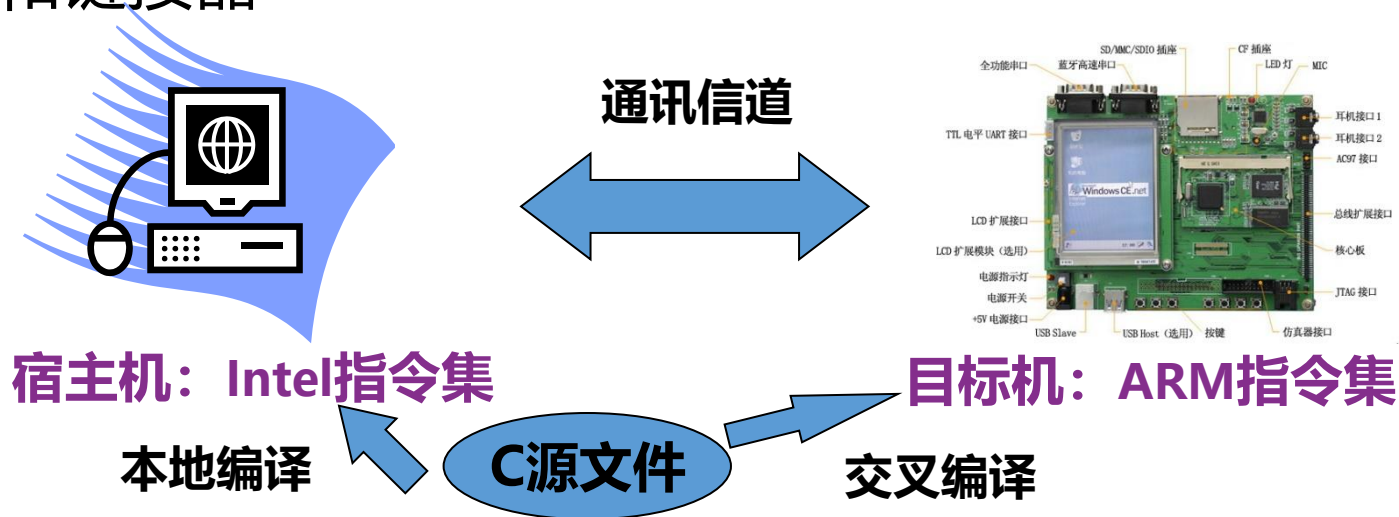 通讯信道
SD/MMC/SDIO 插座
CF 插座
全功能串口
蓝牙高速串口
LED 灯
MIC
耳机接口 1
TTL 电平 UART 接口
耳机接口 2
AC97 接口
WindowsCE.net
LCD 扩展接口
总线扩展接口
LCD 扩展模块（选用）
核心板
电源指示灯
电源开关
JTAG 接口
+5V 电源接口
USB Slave
USB Host（选用）
按键
仿真器接口
宿主机：Intel指令集
目标机：ARM指令集
本地编译
C源文件
交叉编译